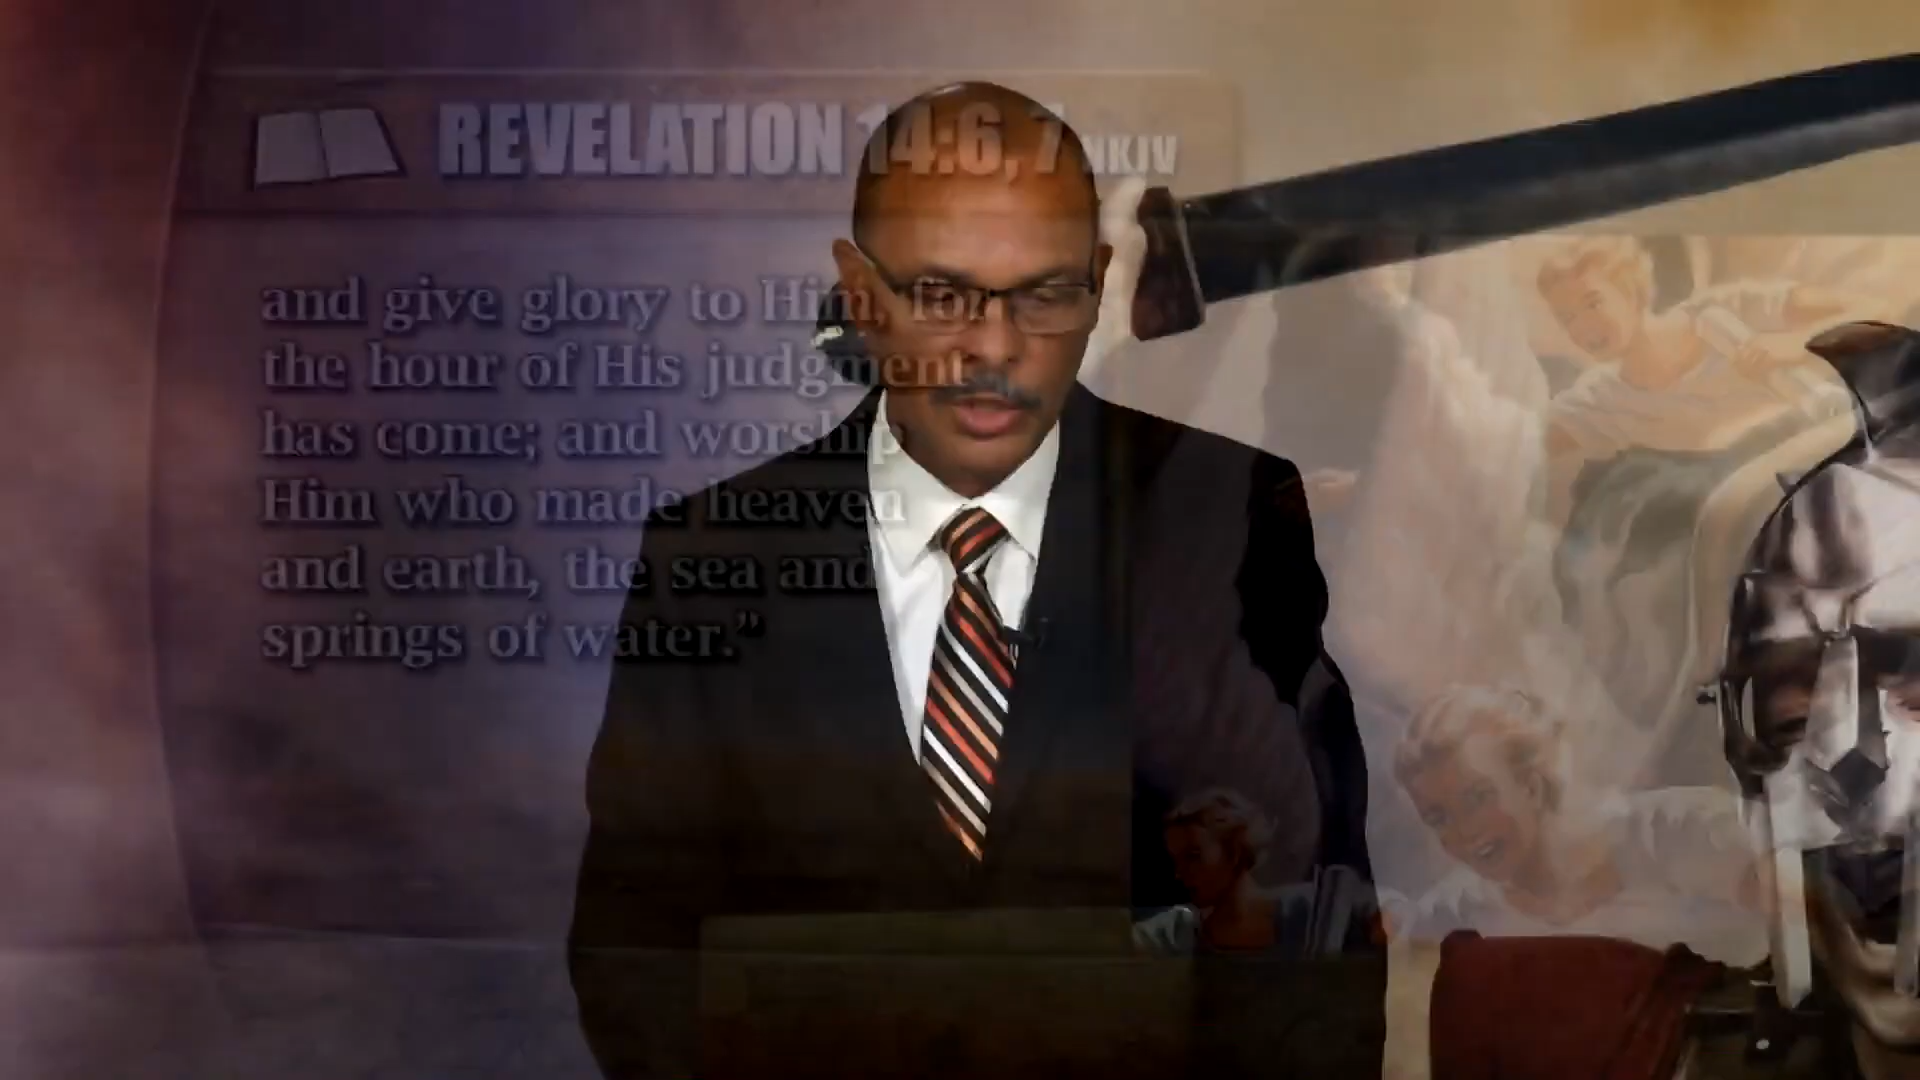 REVELATION 14:6, 7 NKJV
and give glory to Him, for
the hour of His judgment
has come; and worship
Him who made heaven
and earth, the sea and
springs of water.”